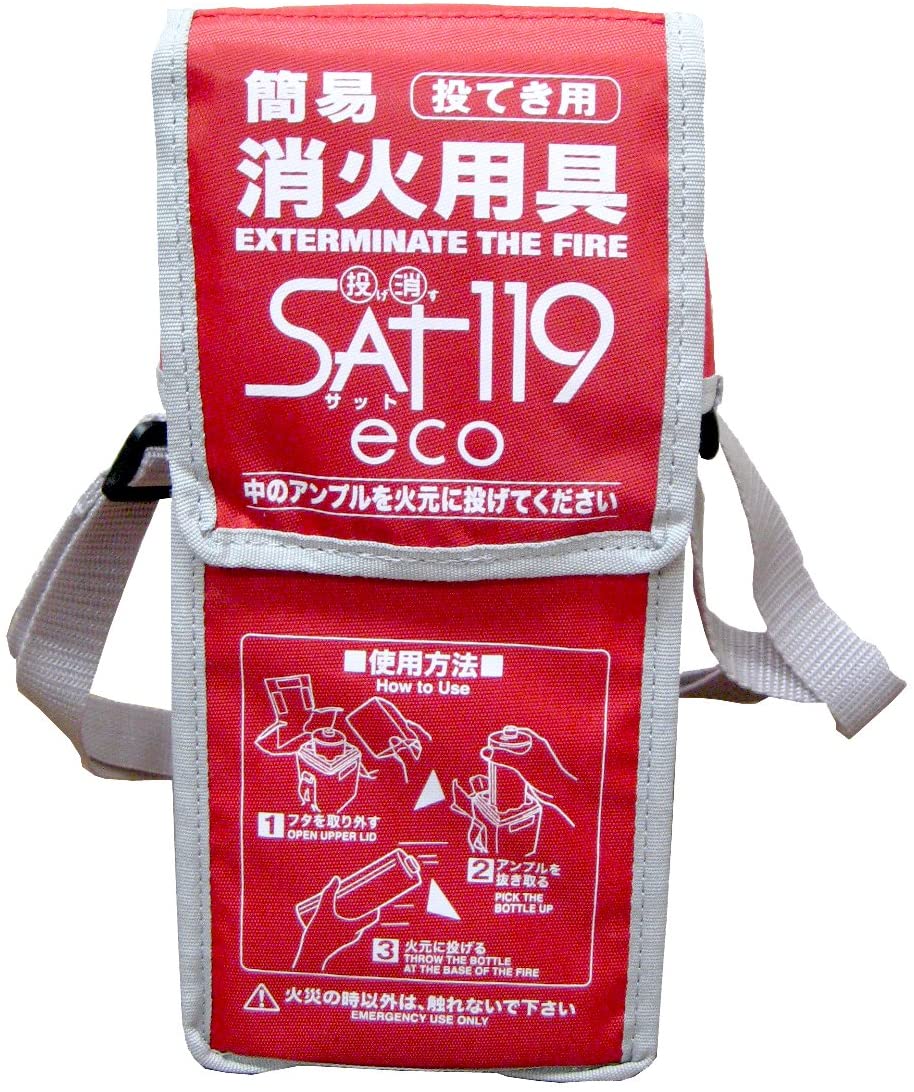 簡易 投てき用
消火用具
EXTERMINATE THE FIRE
投げ消す
SAT119
サット
eco
中のアンプルを火元に投げてください
■使用方法■
How to Use
1 フタを取り外す
OPEN UPPER LID
2 アンプルを
抜き取る
PICK THE
BOTTLE UP
3 火元に投げる
THROW THE BOTTLE
AT THE BASE OF THE FIRE
火災の時以外は、触れないで下さい
EMERGENCY USE ONLY